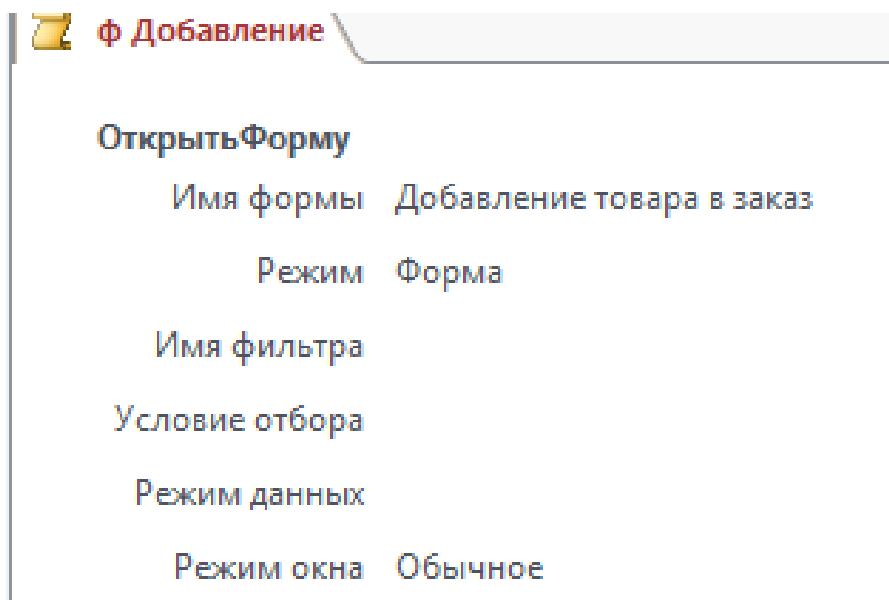 ф Добавление
ОткрытьФорму
Имя формы Добавление товара в заказ
Режим Форма
Имя фильтра
Условие отбора
Режим данных
Режим окна Обычное